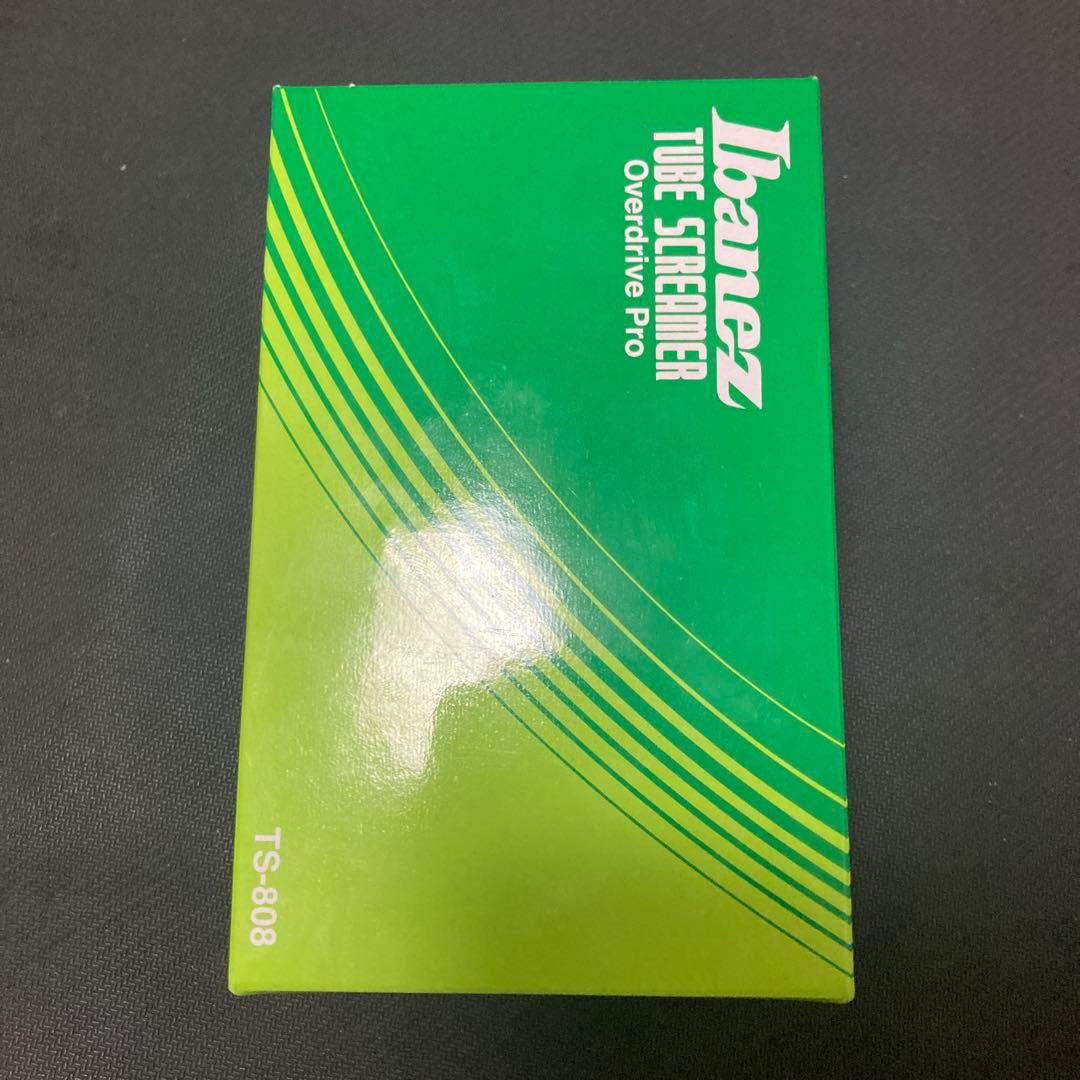 Ibanez
TUBE SCREAMER
Overdrive Pro
TS-808